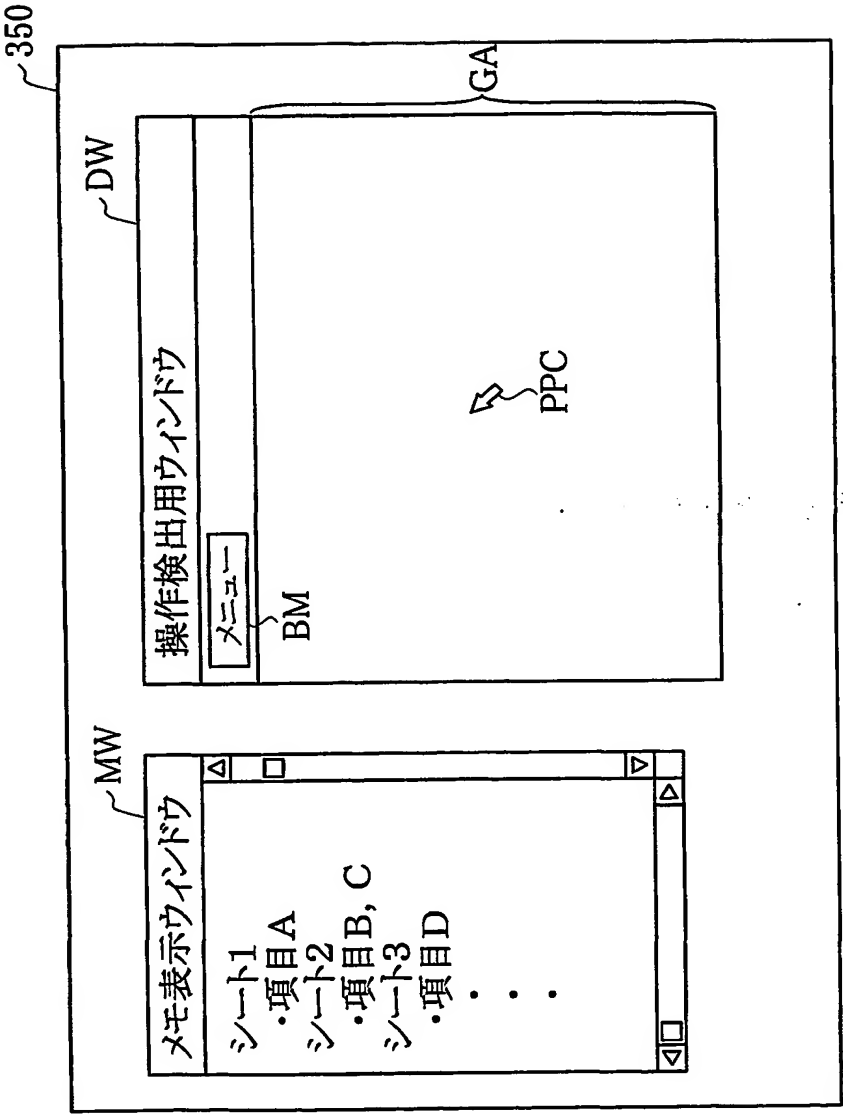 350
MW
メモ表示ウィンドウ
シート1
・項目A
シート2
・項目B, C
シート3
・項目D
・
・
・
DW
操作検出用ウィンドウ
メニュー
BM
PPC
GA